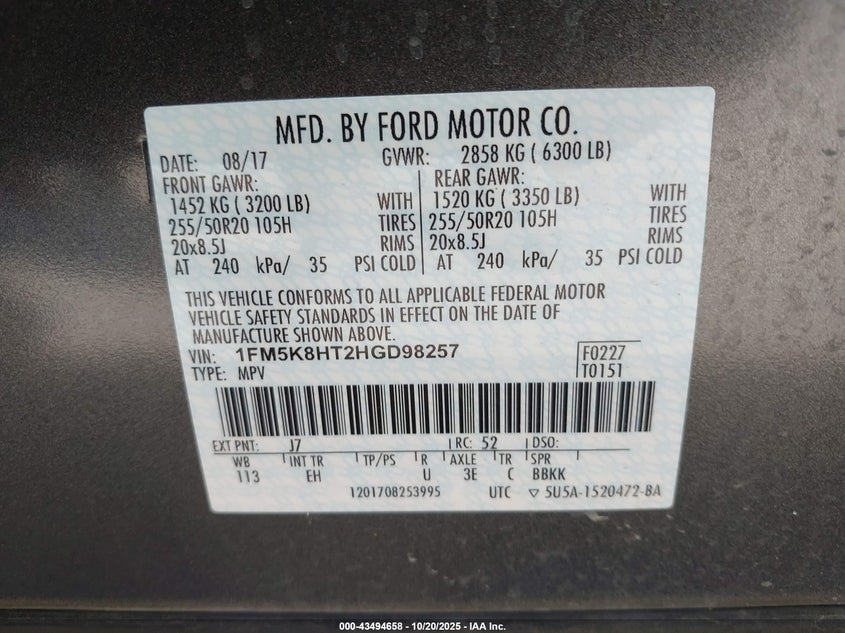 MFD. BY FORD MOTOR CO.
DATE: 08/17 GVWR: 2858 KG ( 6300 LB)
FRONT GAWR: REAR GAWR:
1452 KG ( 3200 LB) WITH 1520 KG ( 3350 LB) WITH
255/50R20 105H TIRES 255/50R20 105H TIRES
20x8.5J RIMS 20x8.5J RIMS
AT 240 kPa/ 35 PSI COLD AT 240 kPa/ 35 PSI COLD
THIS VEHICLE CONFORMS TO ALL APPLICABLE FEDERAL MOTOR
VEHICLE SAFETY STANDARDS IN EFFECT ON THE DATE OF
MANUFACTURE SHOWN ABOVE.
VIN: 1FM5K8HT2HGD98257 F0227
TYPE: MPV T0151
EXT PNT: J7 RC: 52 DSO:
WB INT TR TP/PS R AXLE TR SPR
113 EH U 3E C BBKK
1201708253995 UTC ▽ 5U5A-1520472-BA
000-43494658 - 10/20/2025 - IAA Inc.